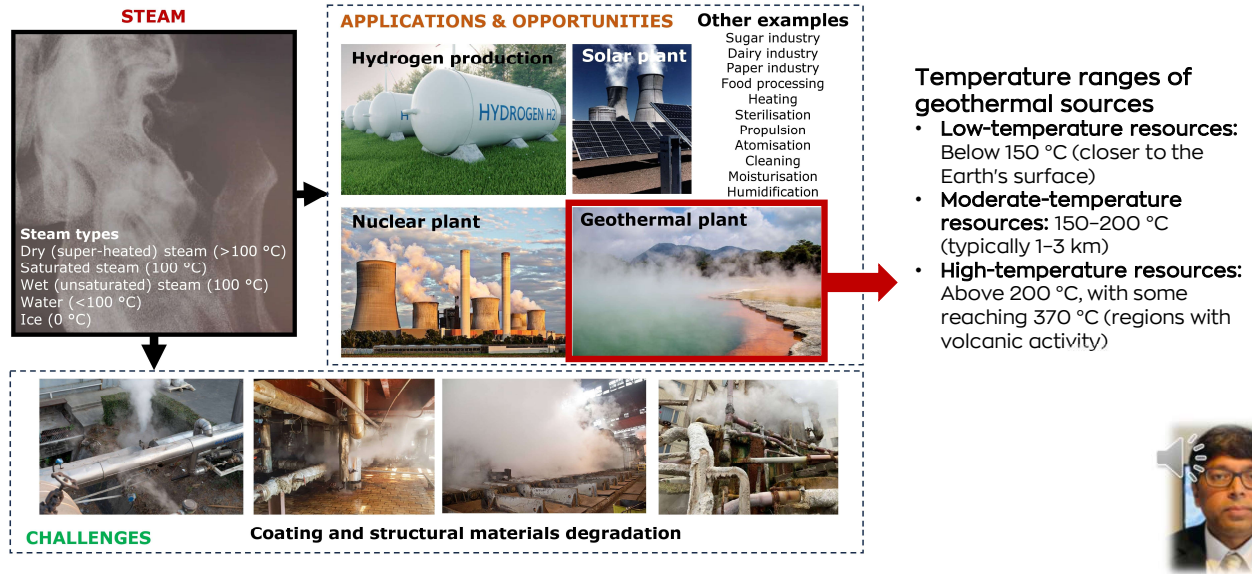 STEAM
Steam types
Dry (super-heated) steam (>100 °C)
Saturated steam (100 °C)
Wet (unsaturated) steam (100 °C)
Water (<100 °C)
Ice (0 °C)
APPLICATIONS & OPPORTUNITIES
Hydrogen production
HYDROGEN H2
H
Solar plant
Other examples
Sugar industry
Dairy industry
Paper industry
Food processing
Heating
Sterilisation
Propulsion
Atomisation
Cleaning
Moisturisation
Humidification
Nuclear plant
Geothermal plant
Temperature ranges of
geothermal sources
• Low-temperature resources:
Below 150 °C (closer to the
Earth's surface)
• Moderate-temperature
resources: 150–200 °C
(typically 1–3 km)
• High-temperature resources:
Above 200 °C, with some
reaching 370 °C (regions with
volcanic activity)
CHALLENGES
Coating and structural materials degradation